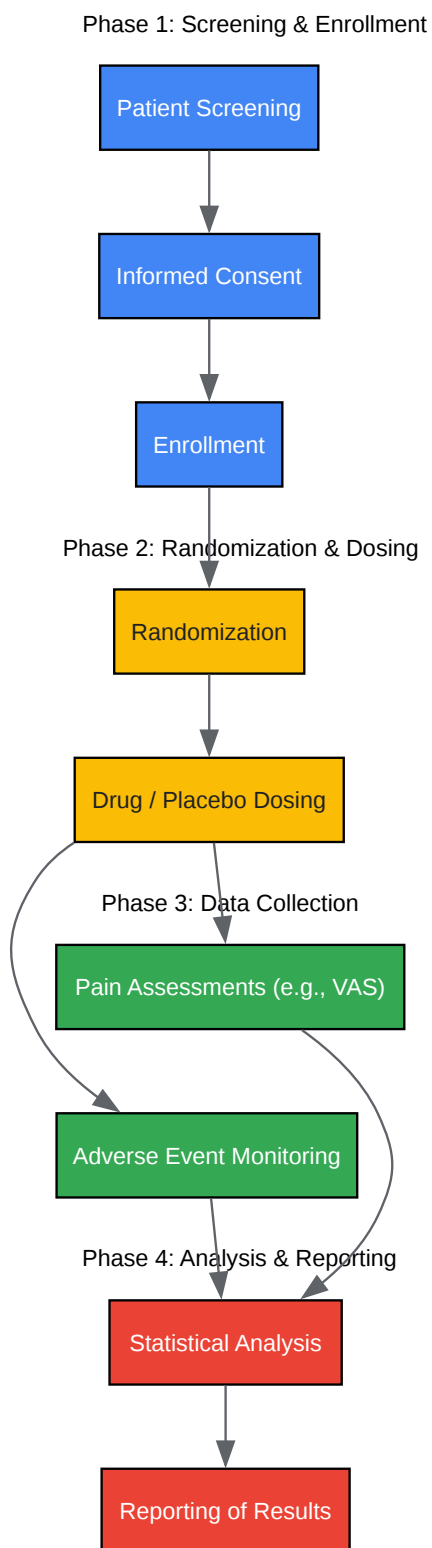 Phase 1: Screening & Enrollment
Patient Screening
Informed Consent
Enrollment
Phase 2: Randomization & Dosing
Randomization
Drug / Placebo Dosing
Phase 3: Data Collection
Pain Assessments (e.g., VAS)
Adverse Event Monitoring
Phase 4: Analysis & Reporting
Statistical Analysis
Reporting of Results